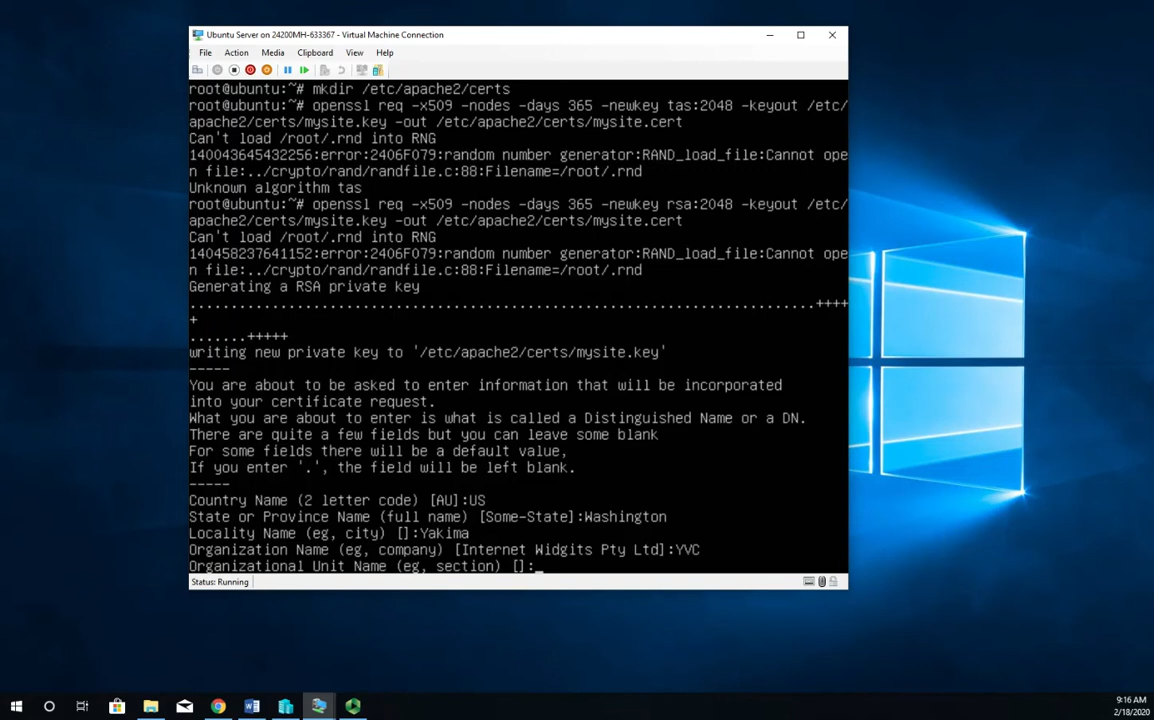 Ubuntu Server on 24200MH-633367 - Virtual Machine Connection
File Action Media Clipboard View Help
root@ubuntu:~# mkdir /etc/apache2/certs
root@ubuntu:~# openssl req -x509 -nodes -days 365 -newkey tas:2048 -keyout /etc/
apache2/certs/mysite.key -out /etc/apache2/certs/mysite.cert
Can't load /root/.rnd into RNG
140043645432256:error:2406F079:random number generator:RAND_load_file:Cannot ope
n file:../crypto/rand/randfile.c:88:Filename=/root/.rnd
Unknown algorithm tas
root@ubuntu:~# openssl req -x509 -nodes -days 365 -newkey rsa:2048 -keyout /etc/
apache2/certs/mysite.key -out /etc/apache2/certs/mysite.cert
Can't load /root/.rnd into RNG
140458237641152:error:2406F079:random number generator:RAND_load_file:Cannot ope
n file:../crypto/rand/randfile.c:88:Filename=/root/.rnd
Generating a RSA private key
............................................................................++++
+
.......+++++
writing new private key to '/etc/apache2/certs/mysite.key'
-----
You are about to be asked to enter information that will be incorporated
into your certificate request.
What you are about to enter is what is called a Distinguished Name or a DN.
There are quite a few fields but you can leave some blank
For some fields there will be a default value,
If you enter '.', the field will be left blank.
-----
Country Name (2 letter code) [AU]:US
State or Province Name (full name) [Some-State]:Washington
Locality Name (eg, city) []:Yakima
Organization Name (eg, company) [Internet Widgits Pty Ltd]:YVC
Organizational Unit Name (eg, section) []:_
Status: Running
9:16 AM
2/18/2020